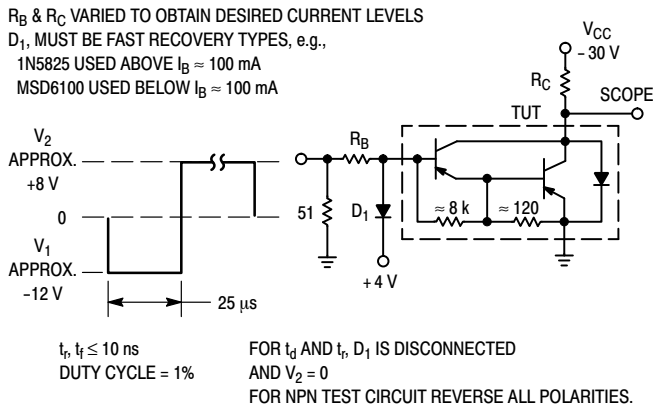 R_B & R_C VARIED TO OBTAIN DESIRED CURRENT LEVELS
D_1, MUST BE FAST RECOVERY TYPES, e.g.,
1N5825 USED ABOVE I_B ≈ 100 mA
MSD6100 USED BELOW I_B ≈ 100 mA
V_CC
– 30 V
R_C
SCOPE
TUT
V_2
APPROX.
+8 V
0
V_1
APPROX.
–12 V
25 μs
R_B
51
D_1
+ 4 V
≈ 8 k
≈ 120
t_r, t_f ≤ 10 ns
DUTY CYCLE = 1%
FOR t_d AND t_r, D_1 IS DISCONNECTED
AND V_2 = 0
FOR NPN TEST CIRCUIT REVERSE ALL POLARITIES.